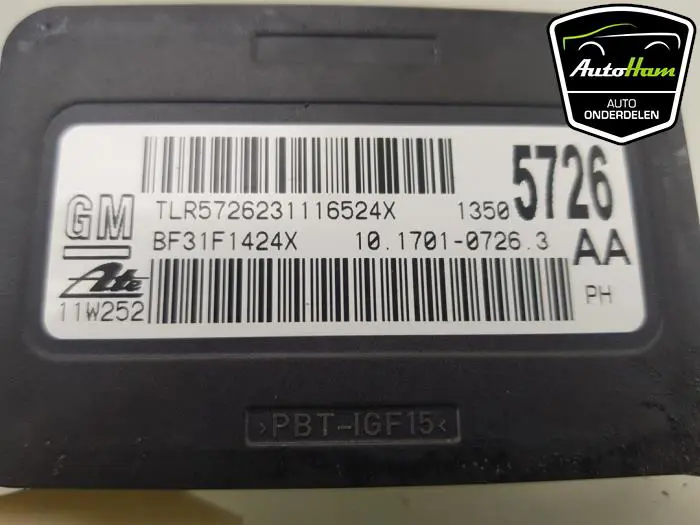 AutoHam
AUTO
ONDERDELEN
GM
TLR5726231116524X 1350 5726
BF31F1424X 10.1701-0726.3 AA
Ate
11W252 PH
>PBT-IGF15<